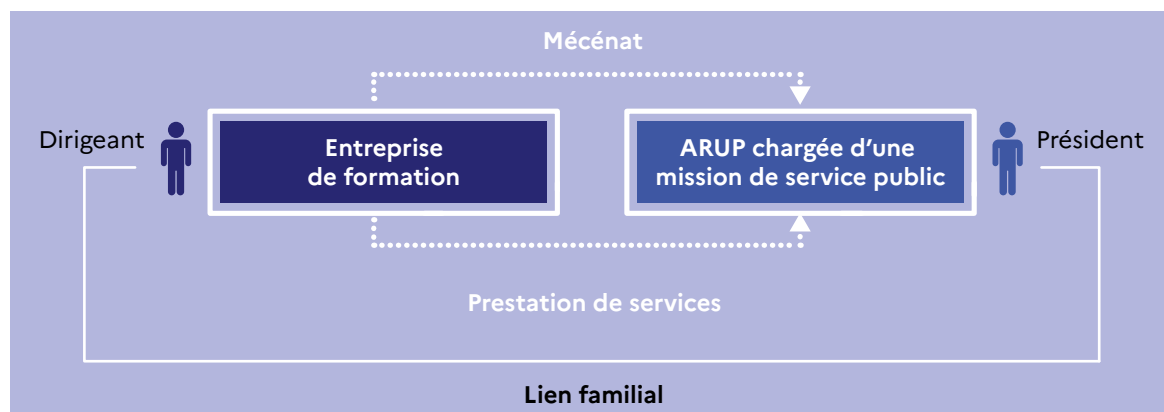 Mécénat
Dirigeant
Entreprise
de formation
ARUP chargée d’une
mission de service public
Président
Prestation de services
Lien familial